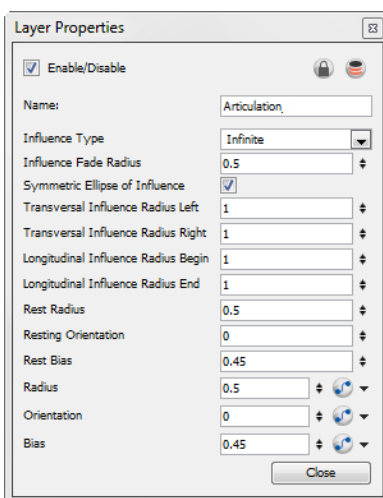 Layer Properties
Enable/Disable
Name: Articulation
Influence Type Infinite
Influence Fade Radius 0.5
Symmetric Ellipse of Influence
Transversal Influence Radius Left 1
Transversal Influence Radius Right 1
Longitudinal Influence Radius Begin 1
Longitudinal Influence Radius End 1
Rest Radius 0.5
Resting Orientation 0
Rest Bias 0.45
Radius 0.5
Orientation 0
Bias 0.45
Close